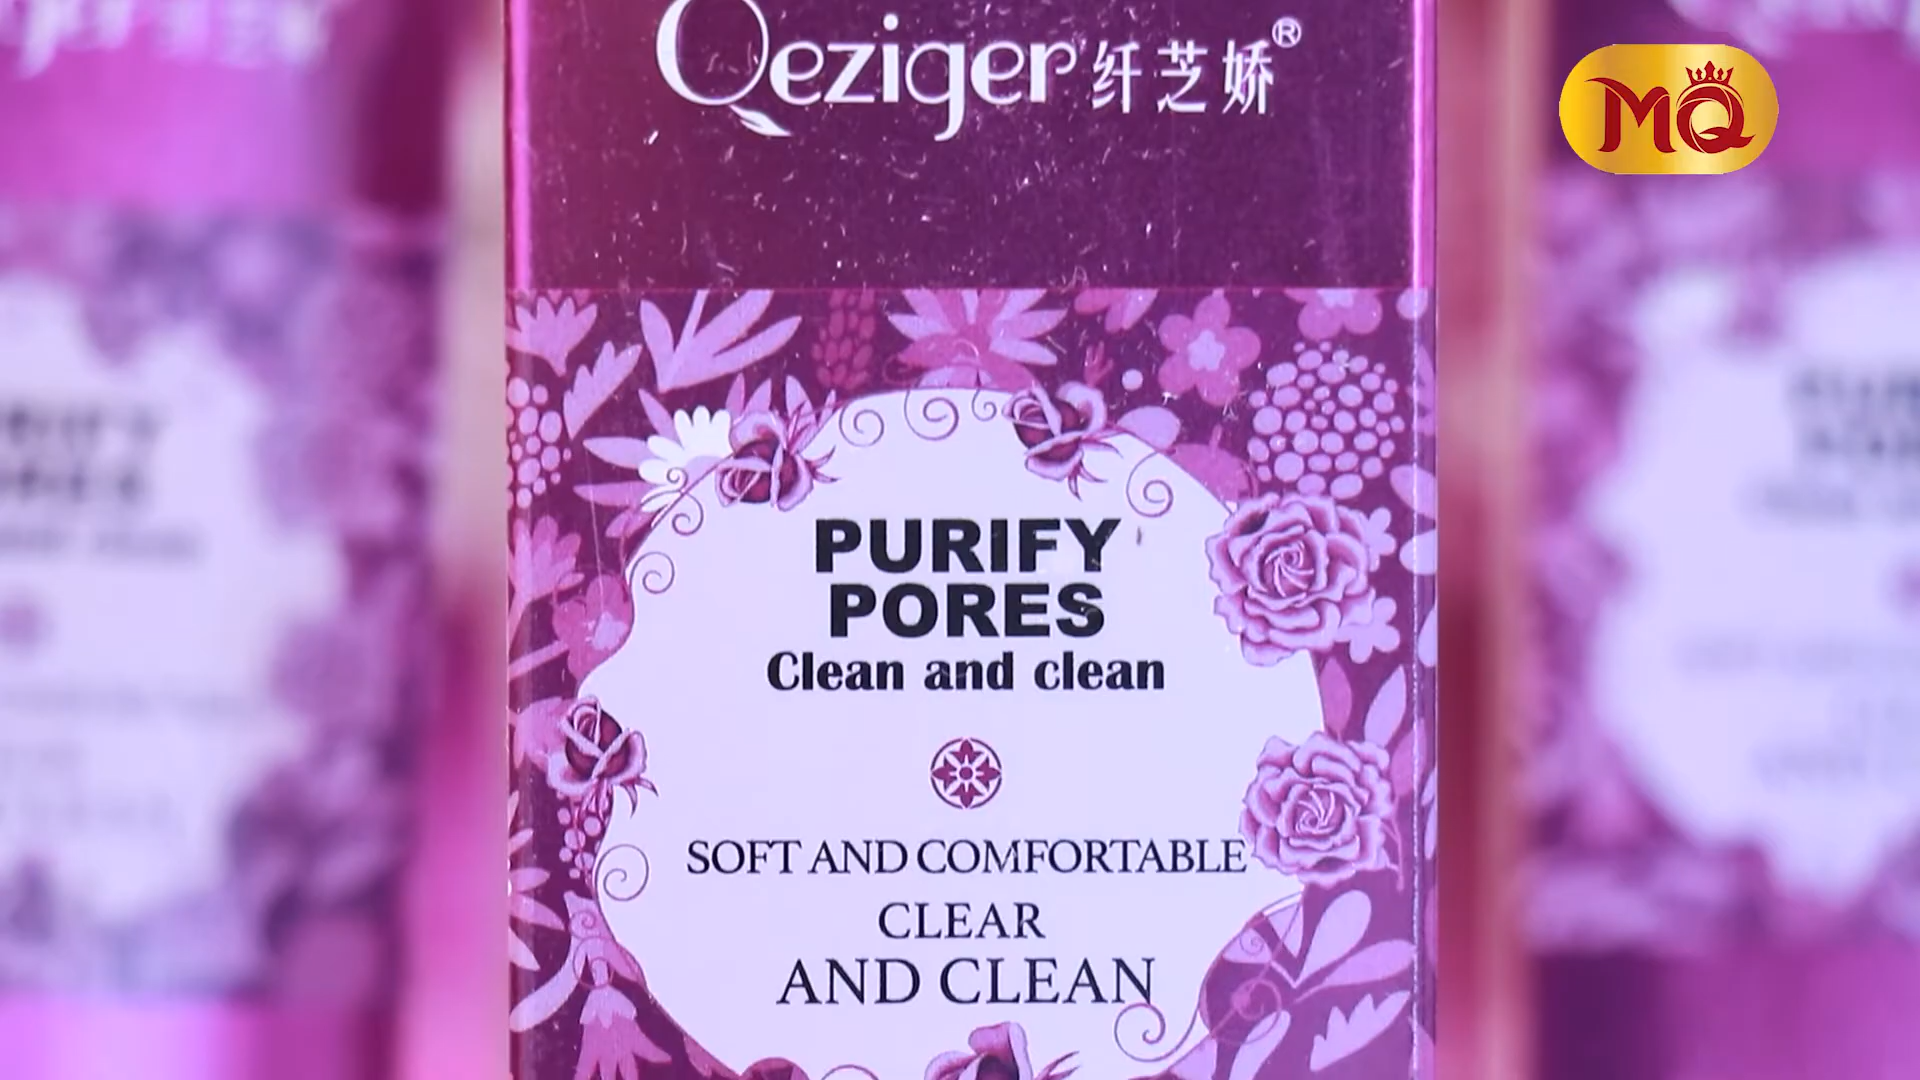 Qeziger纤芝娇®
MQ
PURIFY
PORES
Clean and clean
SOFT AND COMFORTABLE
CLEAR
AND CLEAN